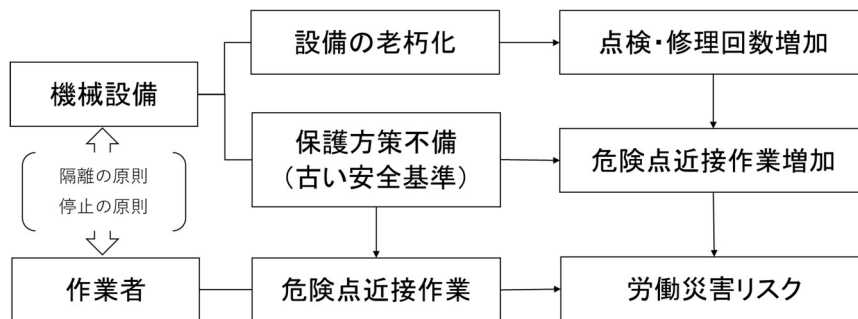 設備の老朽化
点検・修理回数増加
機械設備
保護方策不備
（古い安全基準）
危険点近接作業増加
隔離の原則
停止の原則
作業者
危険点近接作業
労働災害リスク